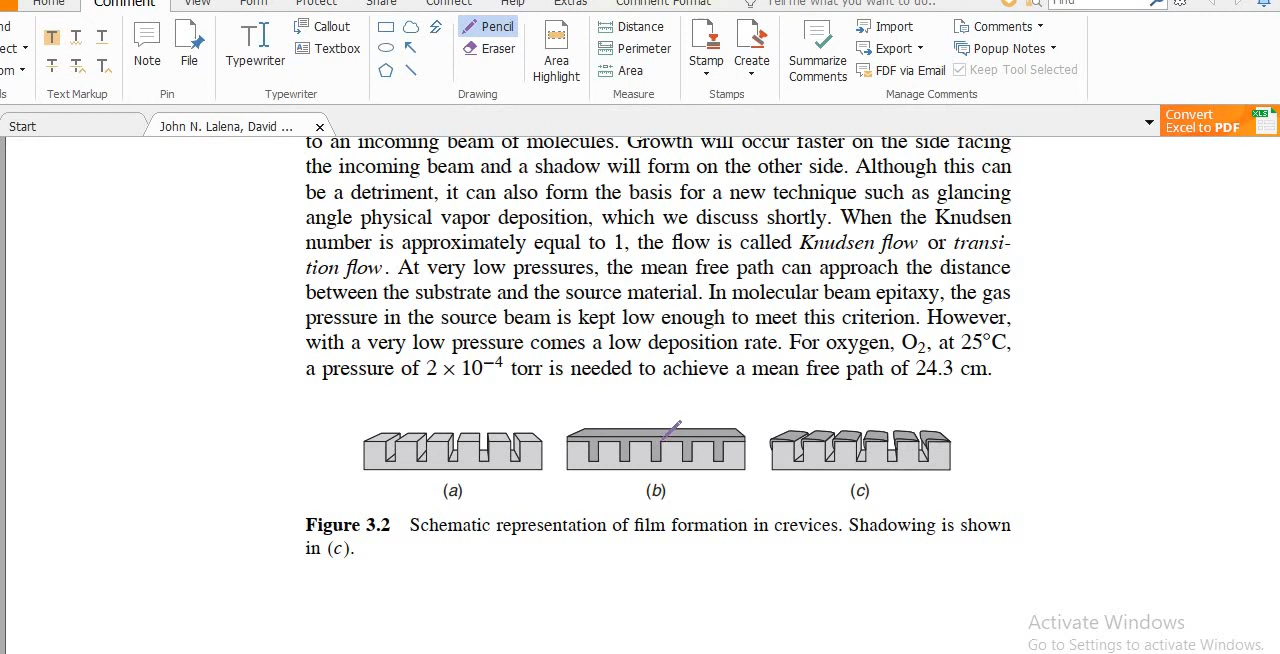 Home Comment View Form Protect Share Connect Help Extras Comment Format Tell me what you want to do.. Find
nd
ect
om
ls
T T T
T T T
Text Markup
Note File
Pin
TI
Typewriter
Callout
Textbox
Typewriter
Pencil
Eraser
Area
Highlight
Drawing
Distance
Perimeter
Area
Measure
Stamp Create
Stamps
Summarize
Comments
Import
Export
FDF via Email
Comments
Popup Notes
Keep Tool Selected
Manage Comments
Start
John N. Lalena, David ... ×
Convert
Excel to PDF
XLS
to an incoming beam of molecules. Growth will occur faster on the side facing
the incoming beam and a shadow will form on the other side. Although this can
be a detriment, it can also form the basis for a new technique such as glancing
angle physical vapor deposition, which we discuss shortly. When the Knudsen
number is approximately equal to 1, the flow is called Knudsen flow or transi-
tion flow. At very low pressures, the mean free path can approach the distance
between the substrate and the source material. In molecular beam epitaxy, the gas
pressure in the source beam is kept low enough to meet this criterion. However,
with a very low pressure comes a low deposition rate. For oxygen, O₂, at 25°C,
a pressure of 2 × 10⁻⁴ torr is needed to achieve a mean free path of 24.3 cm.
(a) (b) (c)
Figure 3.2 Schematic representation of film formation in crevices. Shadowing is shown
in (c).
Activate Windows
Go to Settings to activate Windows.